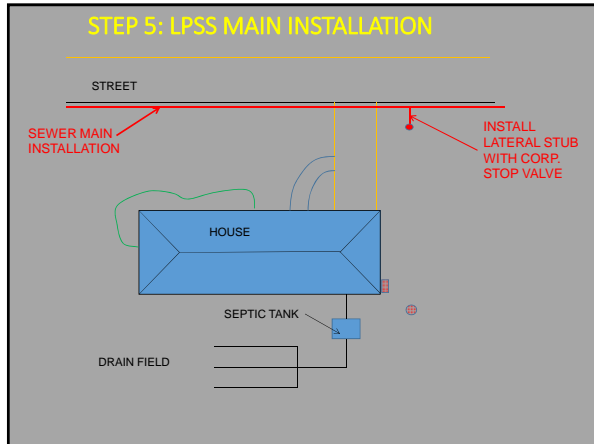 STEP 5: LPSS MAIN INSTALLATION
STREET
SEWER MAIN
INSTALLATION
INSTALL
LATERAL STUB
WITH CORP.
STOP VALVE
HOUSE
SEPTIC TANK
DRAIN FIELD